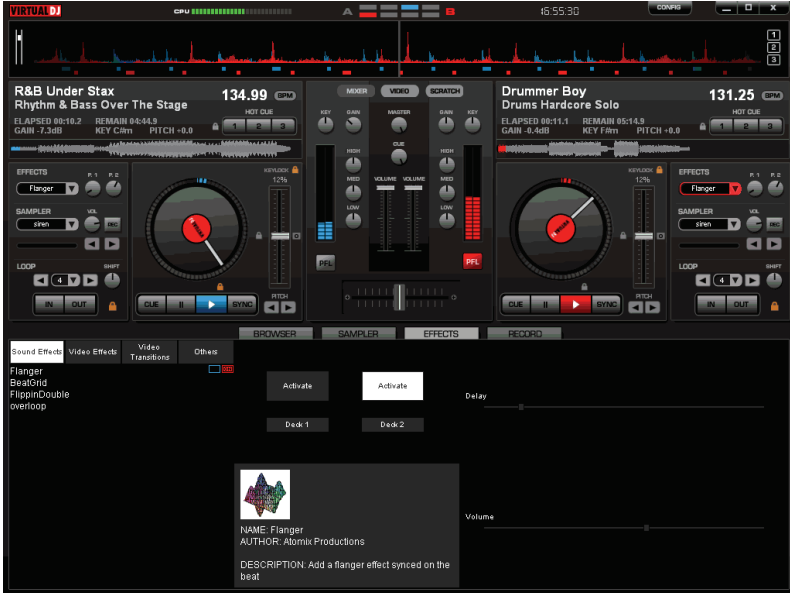 VIRTUAL DJ
CPU
A
B
16:55:30
CONFIG
1
2
3
R&B Under Stax
134.99 BPM
Rhythm & Bass Over The Stage
HOT CUE
ELAPSED 00:10.2 REMAIN 04:44.9
GAIN -7.3dB KEY C#m PITCH +0.0
1 2 3
MIXER VIDEO SCRATCH
KEY GAIN MASTER GAIN KEY
CUE
HIGH HIGH
MED VOLUME VOLUME MED
LOW LOW
PFL PFL
Drummer Boy
131.25 BPM
Drums Hardcore Solo
HOT CUE
ELAPSED 00:11.1 REMAIN 05:14.9
GAIN -0.4dB KEY F#m PITCH +0.0
1 2 3
EFFECTS P. 1 P. 2
Flanger
SAMPLER VOL
siren REC
LOOP SHIFT
4
IN OUT
KEYLOCK
12%
CUE II SYNC
PITCH
KEYLOCK
12%
CUE II SYNC
PITCH
EFFECTS P. 1 P. 2
Flanger
SAMPLER VOL
siren REC
LOOP SHIFT
4
IN OUT
BROWSER SAMPLER EFFECTS RECORD
Sound Effects Video Effects Video Transitions Others
Flanger
BeatGrid
FlippinDouble
overloop
Activate Activate
Deck 1 Deck 2
Delay
Volume
NAME: Flanger
AUTHOR: Atomix Productions
DESCRIPTION: Add a flanger effect synced on the
beat